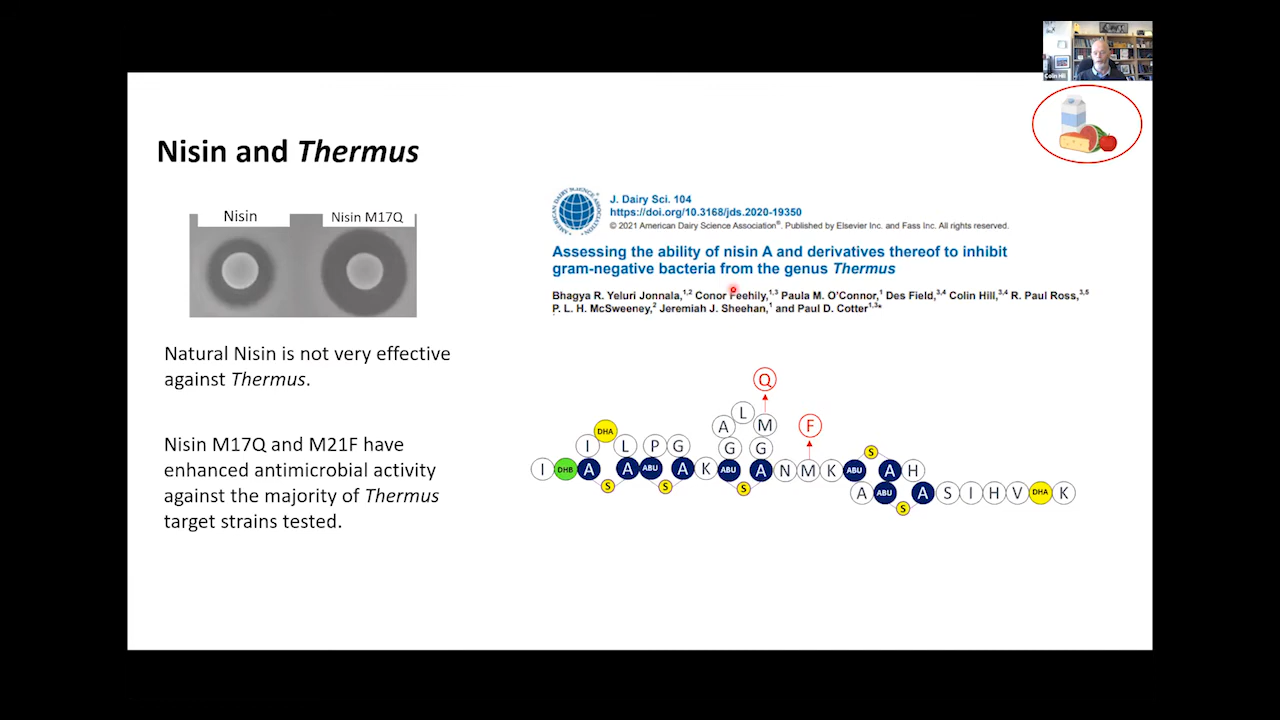 Colin Hill
Nisin and Thermus
Nisin
Nisin M17Q
Natural Nisin is not very effective
against Thermus.
Nisin M17Q and M21F have
enhanced antimicrobial activity
against the majority of Thermus
target strains tested.
AMERICAN DAIRY SCIENCE ASSOCIATION
J. Dairy Sci. 104
https://doi.org/10.3168/jds.2020-19350
© 2021 American Dairy Science Association®. Published by Elsevier Inc. and Fass Inc. All rights reserved.
Assessing the ability of nisin A and derivatives thereof to inhibit
gram-negative bacteria from the genus Thermus
Bhagya R. Yeluri Jonnala,1,2 Conor Feehily,1,3 Paula M. O'Connor,1 Des Field,3,4 Colin Hill,3,4 R. Paul Ross,3,5
P. L. H. McSweeney,2 Jeremiah J. Sheehan,1 and Paul D. Cotter1,3*
Q
L
A M F
DHA
I L P G G G S
I DHB A A ABU A K ABU A N M K ABU A H
S S S
A ABU A S I H V DHA K
S